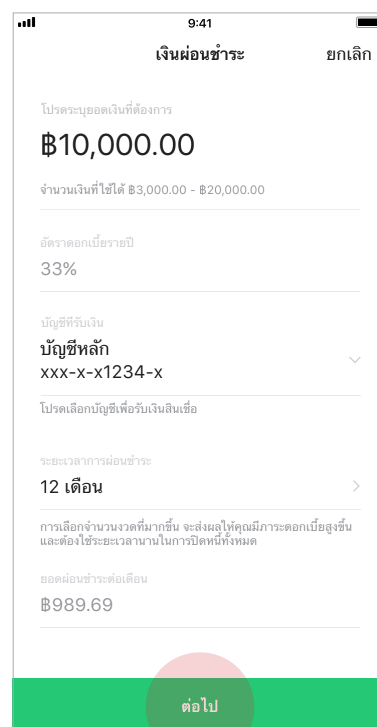 9:41
เงินผ่อนชำระ ยกเลิก
โปรดระบุยอดเงินที่ต้องการ
฿10,000.00
จำนวนเงินที่ใช้ได้ ฿3,000.00 - ฿20,000.00
อัตราดอกเบี้ยรายปี
33%
บัญชีที่รับเงิน
บัญชีหลัก
xxx-x-x1234-x
โปรดเลือกบัญชีเพื่อรับเงินสินเชื่อ
ระยะเวลาการผ่อนชำระ
12 เดือน
การเลือกจำนวนงวดที่มากขึ้น จะส่งผลให้คุณมีภาระดอกเบี้ยสูงขึ้น
และต้องใช้ระยะเวลานานในการปิดหนี้ทั้งหมด
ยอดผ่อนชำระต่อเดือน
฿989.69
ต่อไป